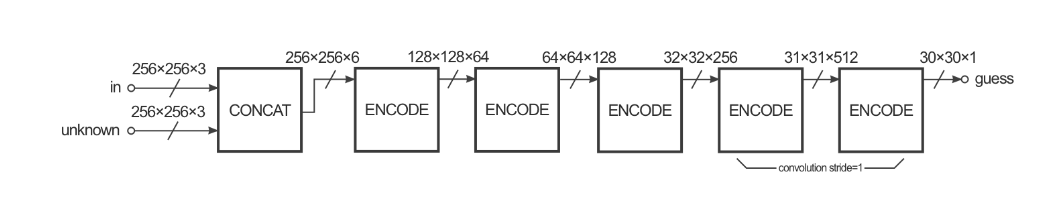 256×256×3
in
256×256×3
unknown
CONCAT
256×256×6
ENCODE
128×128×64
ENCODE
64×64×128
ENCODE
32×32×256
ENCODE
31×31×512
ENCODE
30×30×1
guess
convolution stride=1